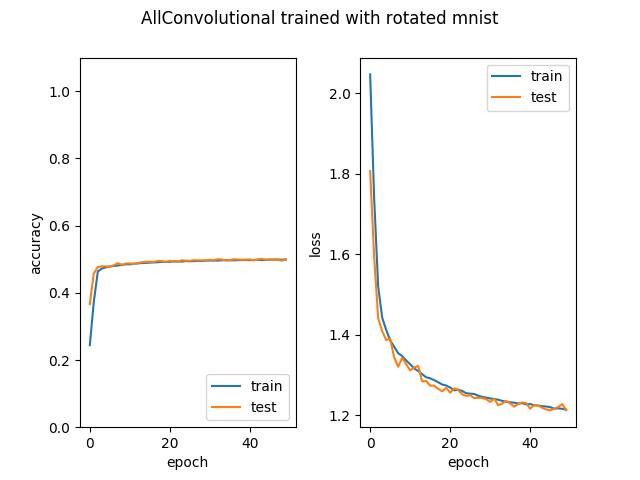 AllConvolutional trained with rotated mnist
1.0
0.8
0.6
0.4
0.2
0.0
accuracy
0
20
40
epoch
train
test
2.0
1.8
1.6
1.4
1.2
loss
0
20
40
epoch
train
test